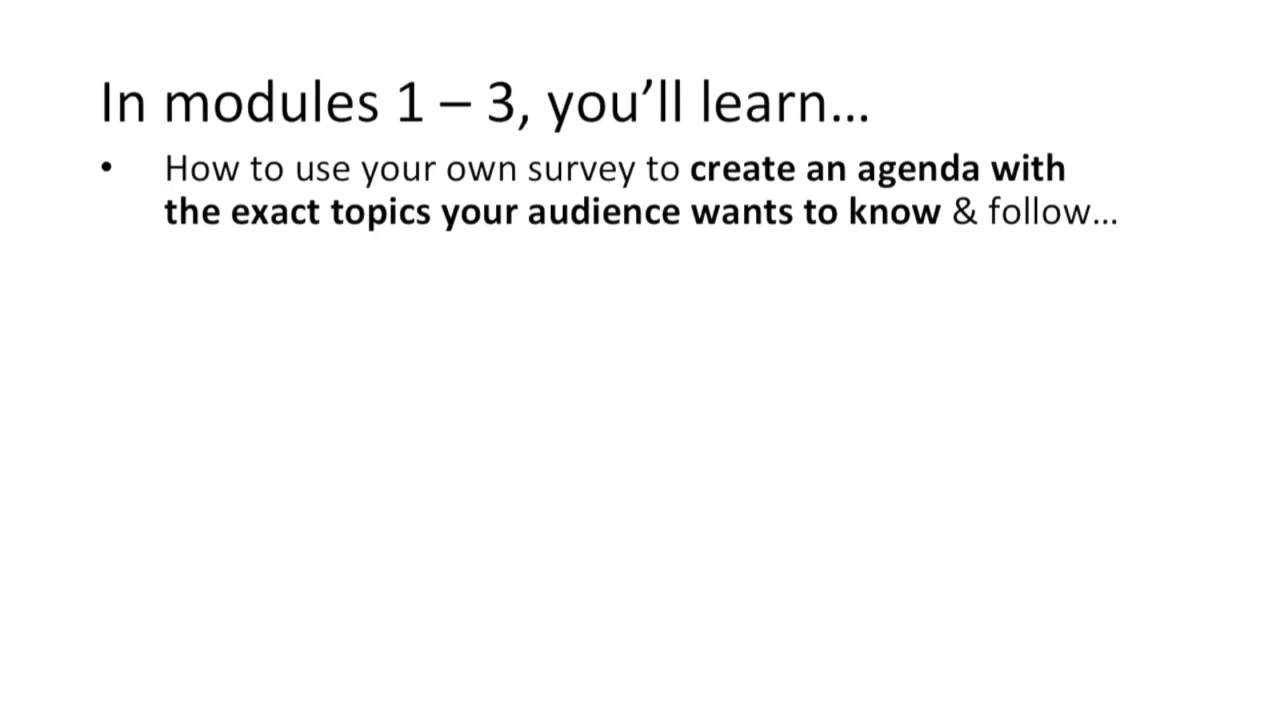 In modules 1 – 3, you’ll learn…
• How to use your own survey to create an agenda with
the exact topics your audience wants to know & follow…